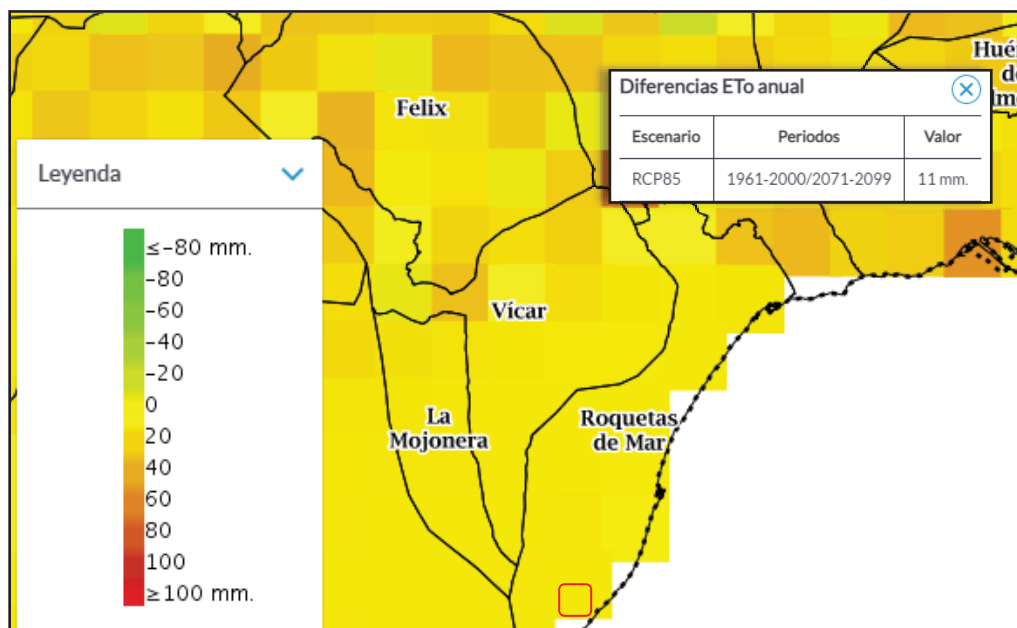 Felix
Diferencias ETo anual
Escenario Periodos Valor
RCP85 1961-2000/2071-2099 11 mm.
Leyenda
≤-80 mm.
-80
-60
-40
-20
0
20
40
60
80
100
≥100 mm.
Vícar
La
Mojonera
Roquetas
de Mar